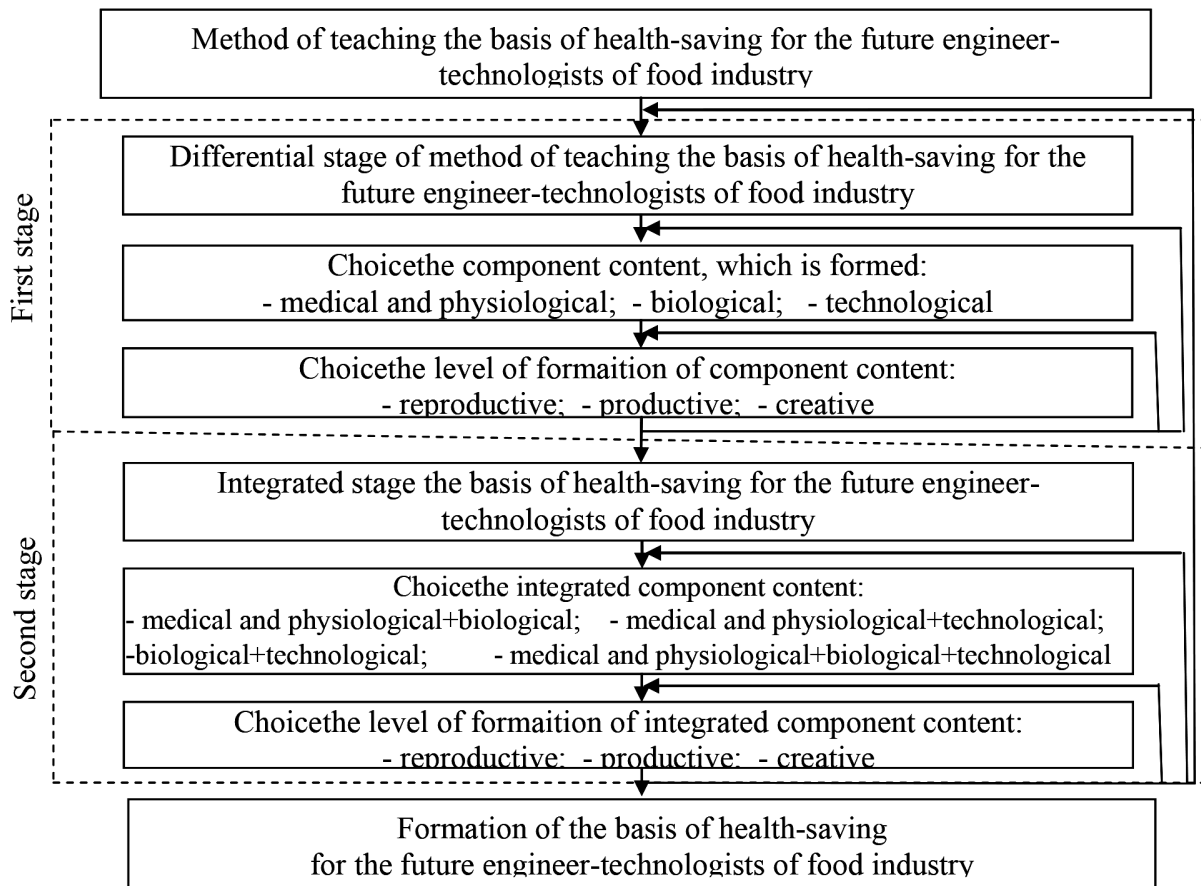 Method of teaching the basis of health-saving for the future engineer-
technologists of food industry
First stage
Differential stage of method of teaching the basis of health-saving for the
future engineer-technologists of food industry
Choicethe component content, which is formed:
- medical and physiological; - biological; - technological
Choicethe level of formaition of component content:
- reproductive; - productive; - creative
Second stage
Integrated stage the basis of health-saving for the future engineer-
technologists of food industry
Choicethe integrated component content:
- medical and physiological+biological; - medical and physiological+technological;
-biological+technological; - medical and physiological+biological+technological
Choicethe level of formaition of integrated component content:
- reproductive; - productive; - creative
Formation of the basis of health-saving
for the future engineer-technologists of food industry